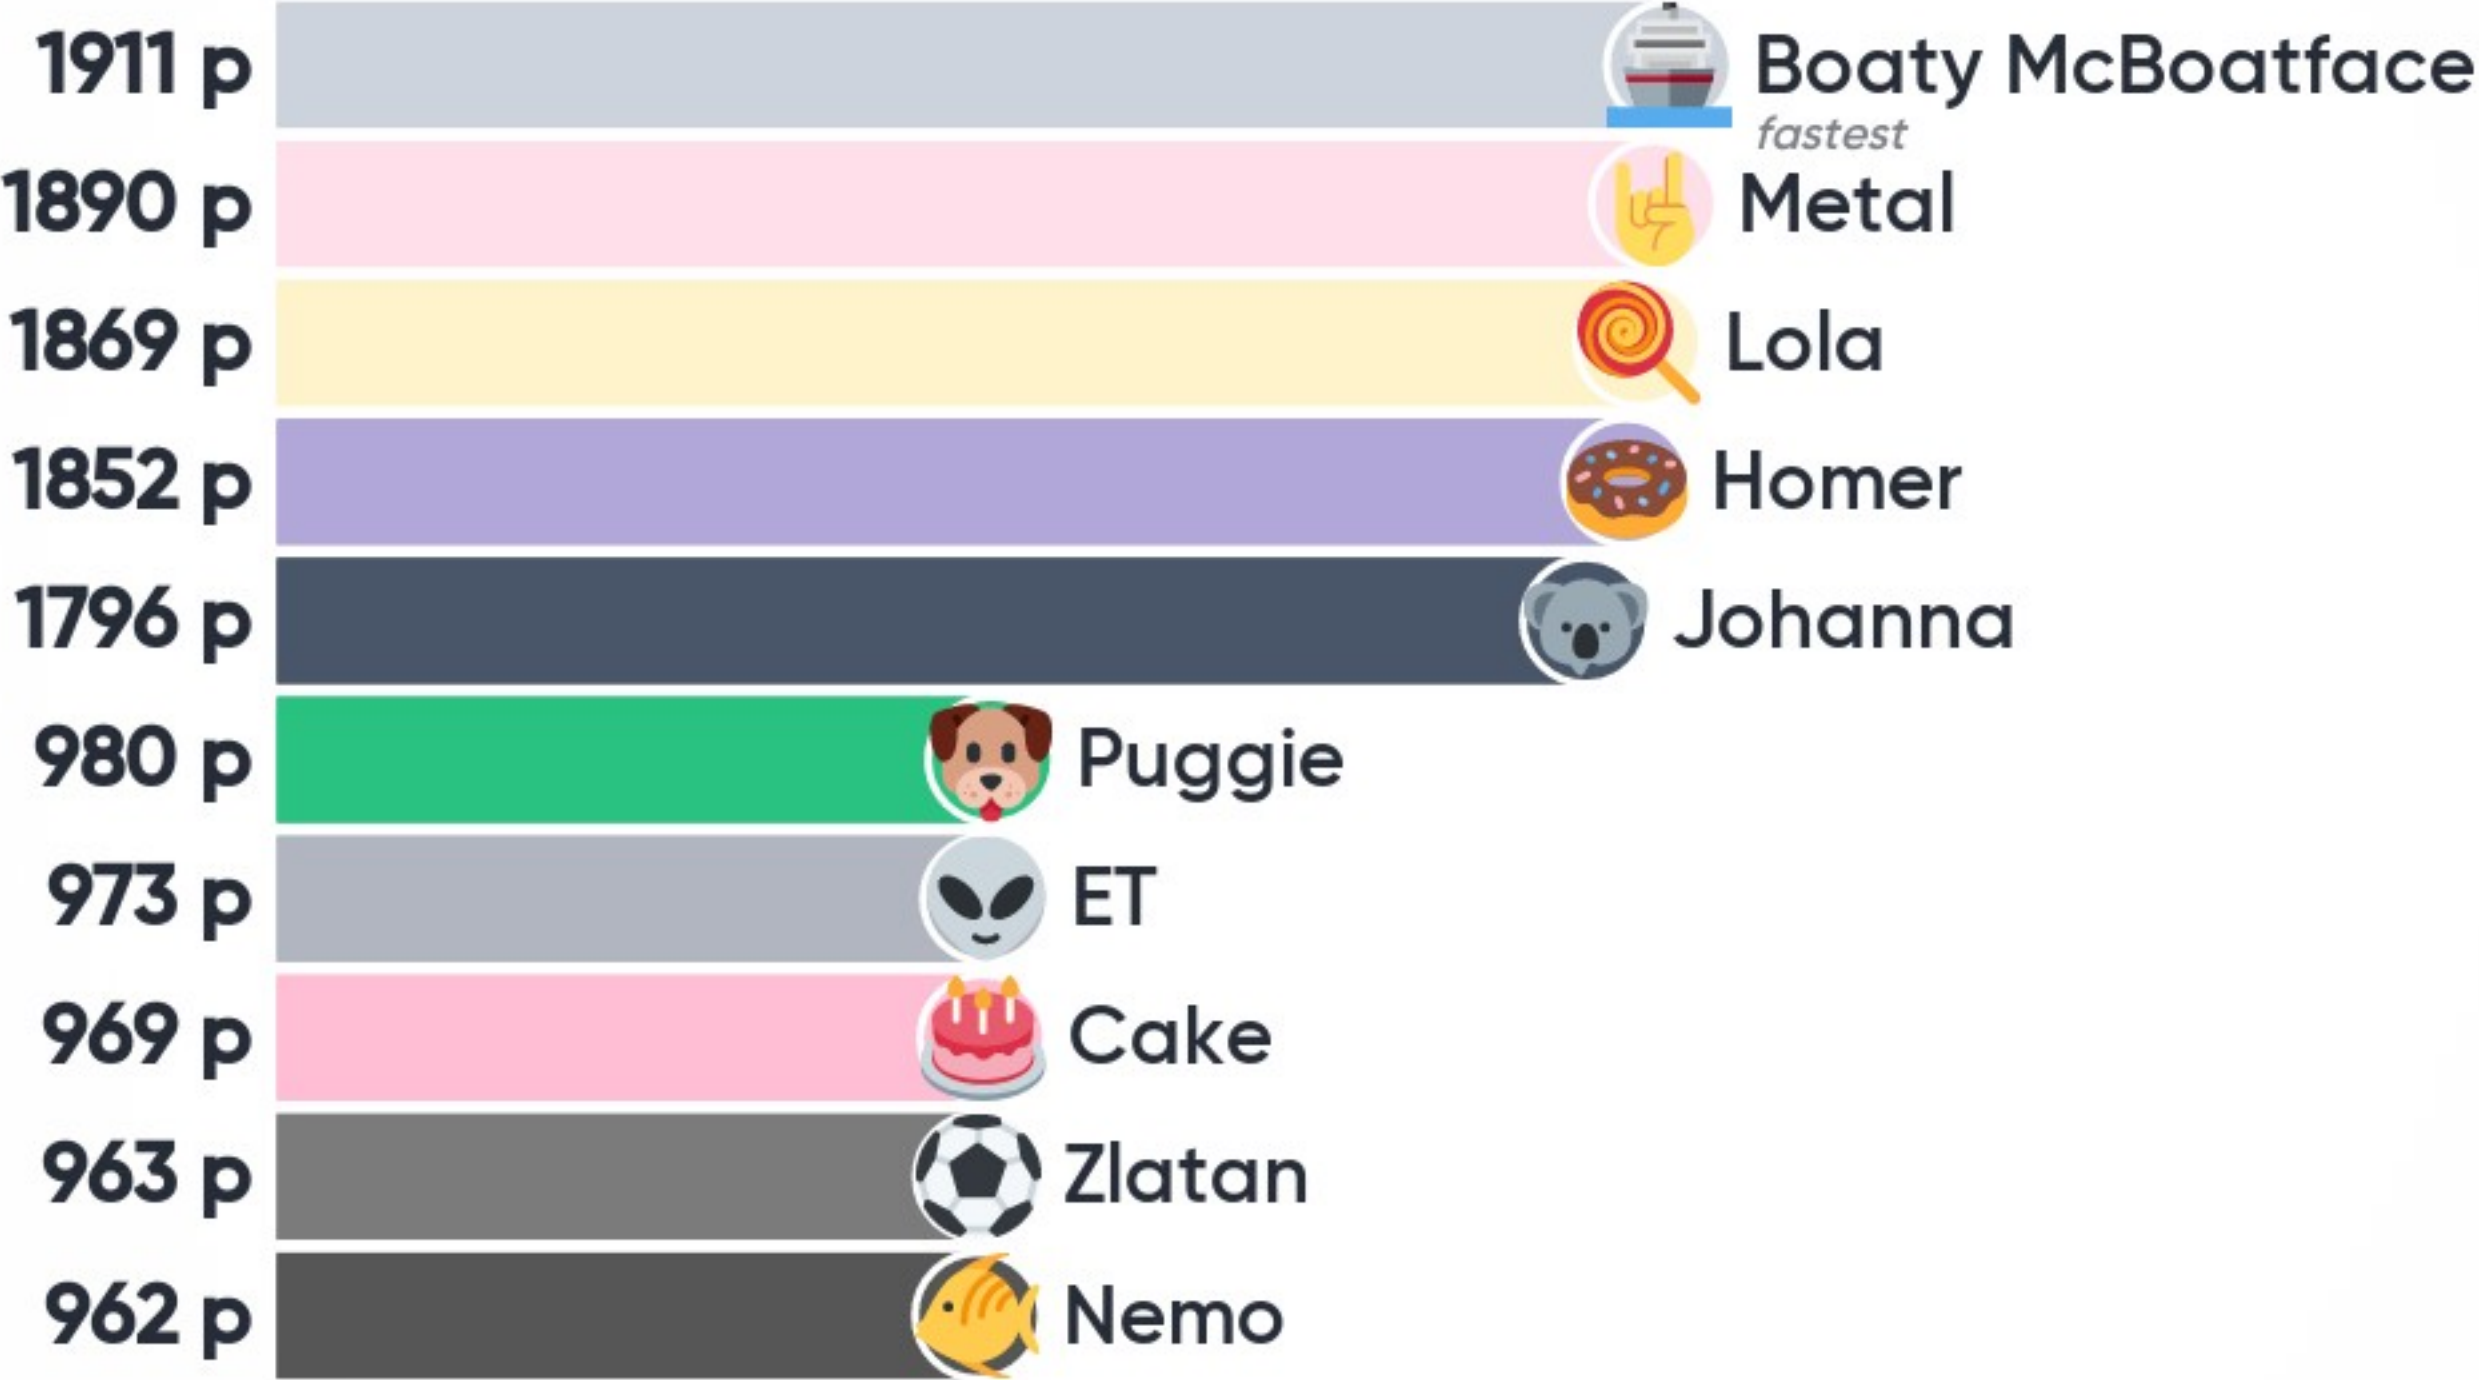 1911 p Boaty McBoatface
fastest
1890 p Metal
1869 p Lola
1852 p Homer
1796 p Johanna
980 p Puggie
973 p ET
969 p Cake
963 p Zlatan
962 p Nemo